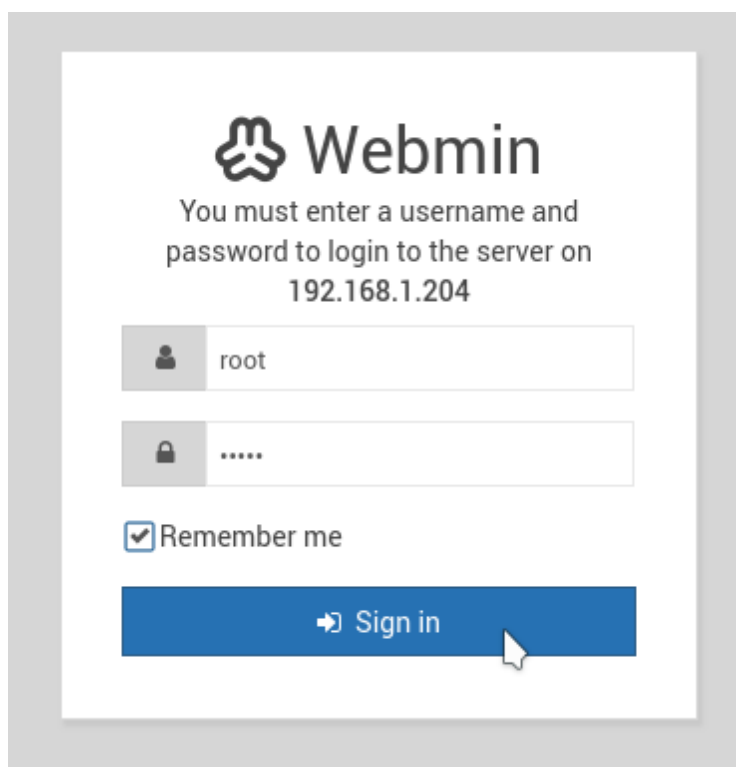 Webmin
You must enter a username and
password to login to the server on
192.168.1.204
root
•••••
Remember me
Sign in